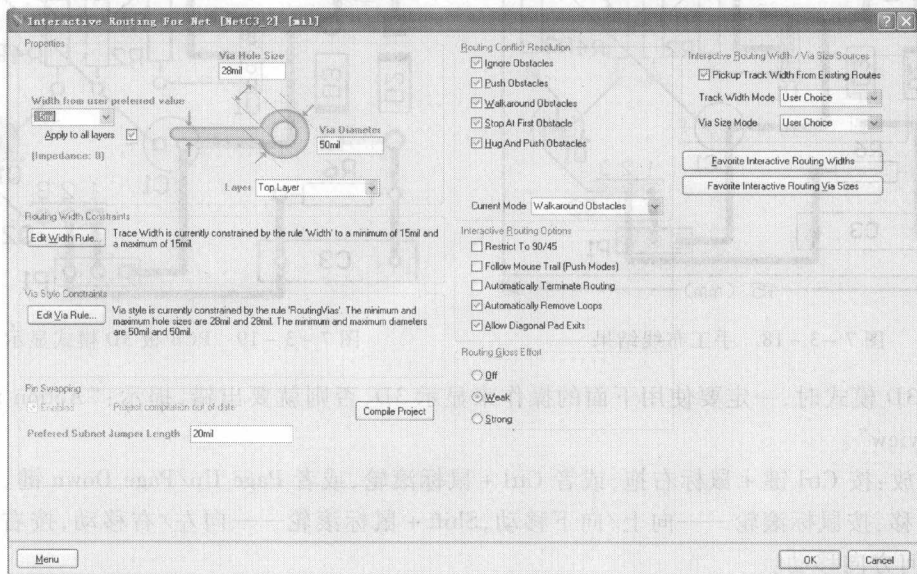 Interactive Routing For Net [NetC3_2] [mil]
Properties
Via Hole Size
28mil
Width from user preferred value
15mil
Apply to all layers
Via Diameter
50mil
Layer Top Layer
Routing Width Constraints
Edit Width Rule...
Trace Width is currently constrained by the rule 'Width' to a minimum of 15mil and
a maximum of 15mil
Via Style Constraints
Edit Via Rule...
Via style is currently constrained by the rule 'RoutingVias'. The minimum and
maximum hole sizes are 28mil and 28mil. The minimum and maximum diameters
are 50mil and 50mil.
Pin Swapping
Enabled Project compilation out of date
Compile Project
Prefered Subnet Jumper Length 20mil
Routing Conflict Resolution
Ignore Obstacles
Push Obstacles
Walkaround Obstacles
Stop At First Obstacle
Hug And Push Obstacles
Current Mode Walkaround Obstacles
Interactive Routing Options
Restrict To 90/45
Follow Mouse Trail (Push Modes)
Automatically Terminate Routing
Automatically Remove Loops
Allow Diagonal Pad Exits
Routing Gloss Effort
Off
Weak
Strong
Interactive Routing Width / Via Size Sources
Pickup Track Width From Existing Routes
Track Width Mode User Choice
Via Size Mode User Choice
Favorite Interactive Routing Widths
Favorite Interactive Routing Via Sizes
Menu
OK
Cancel